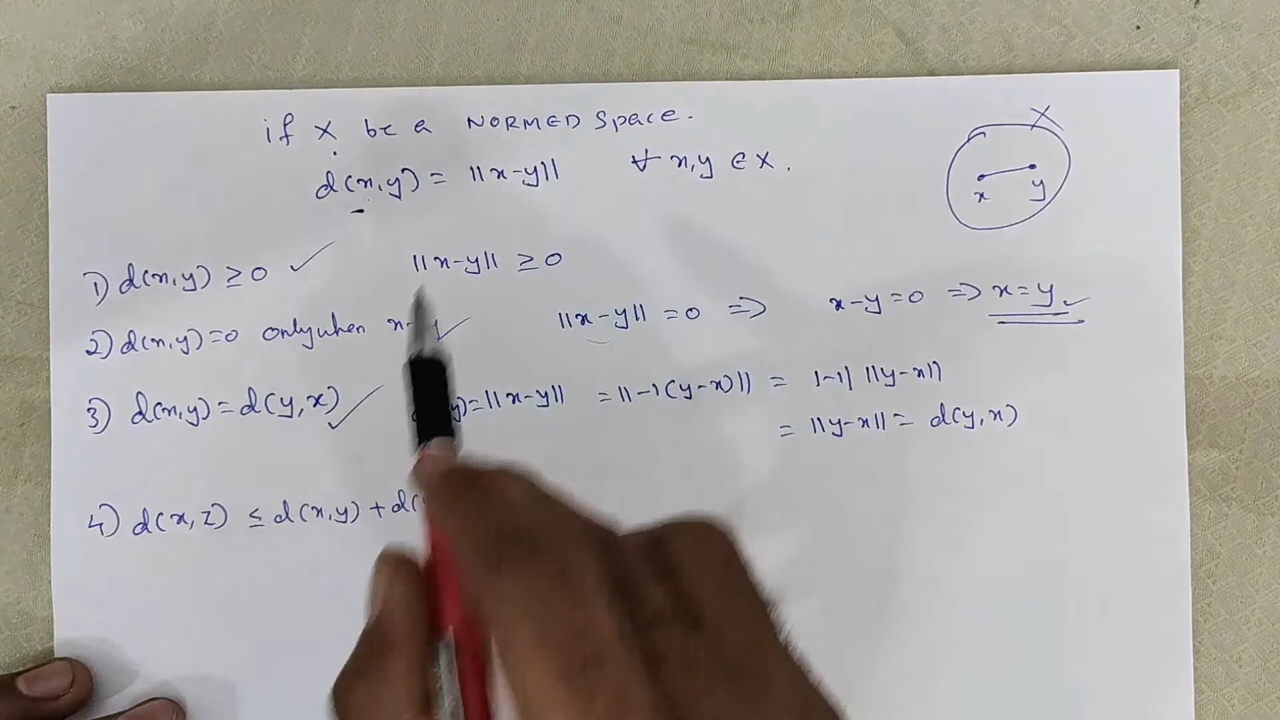 if X be a NORMED Space.
d(x,y) = ||x-y|| ∀ x,y ∈ X.
X
x y
1) d(x,y) ≥ 0 ✓ ||x-y|| ≥ 0
2) d(x,y)=0 only when ✓ ||x-y|| = 0 => x-y=0 => x=y ✓
3) d(x,y) = d(y,x) ✓ y)=||x-y|| = ||-1(y-x)|| = |-1| ||y-x||
= ||y-x|| = d(y,x)
4) d(x,z) ≤ d(x,y) + d(